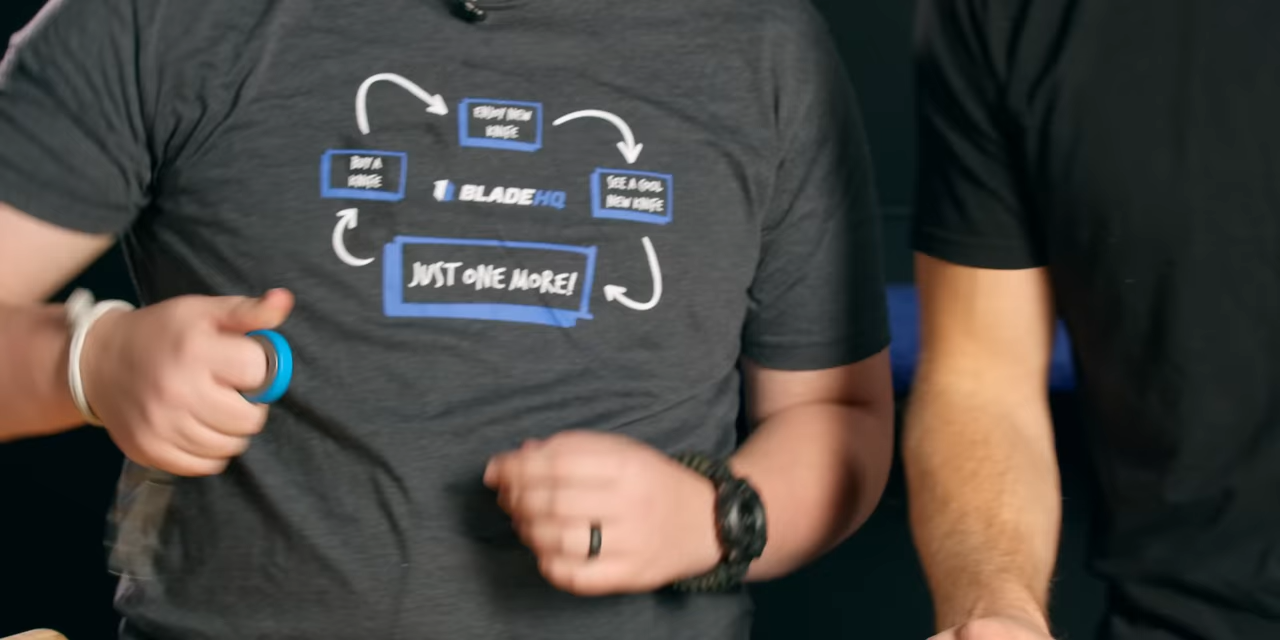 ENJOY NEW
KNIFE
BUY A
KNIFE
BLADEHQ
SEE A COOL
NEW KNIFE
JUST ONE MORE!